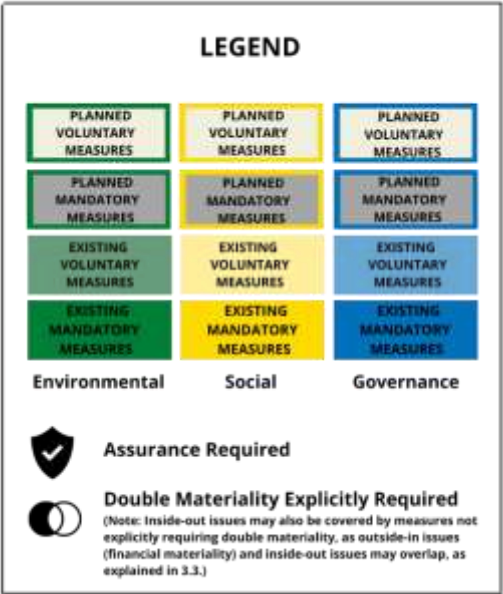 LEGEND
PLANNED VOLUNTARY MEASURES
PLANNED VOLUNTARY MEASURES
PLANNED VOLUNTARY MEASURES
PLANNED MANDATORY MEASURES
PLANNED MANDATORY MEASURES
PLANNED MANDATORY MEASURES
EXISTING VOLUNTARY MEASURES
EXISTING VOLUNTARY MEASURES
EXISTING VOLUNTARY MEASURES
EXISTING MANDATORY MEASURES
EXISTING MANDATORY MEASURES
EXISTING MANDATORY MEASURES
Environmental
Social
Governance
Assurance Required
Double Materiality Explicitly Required
(Note: Inside-out issues may also be covered by measures not
explicitly requiring double materiality, as outside-in issues
(financial materiality) and inside-out issues may overlap, as
explained in 3.3.)